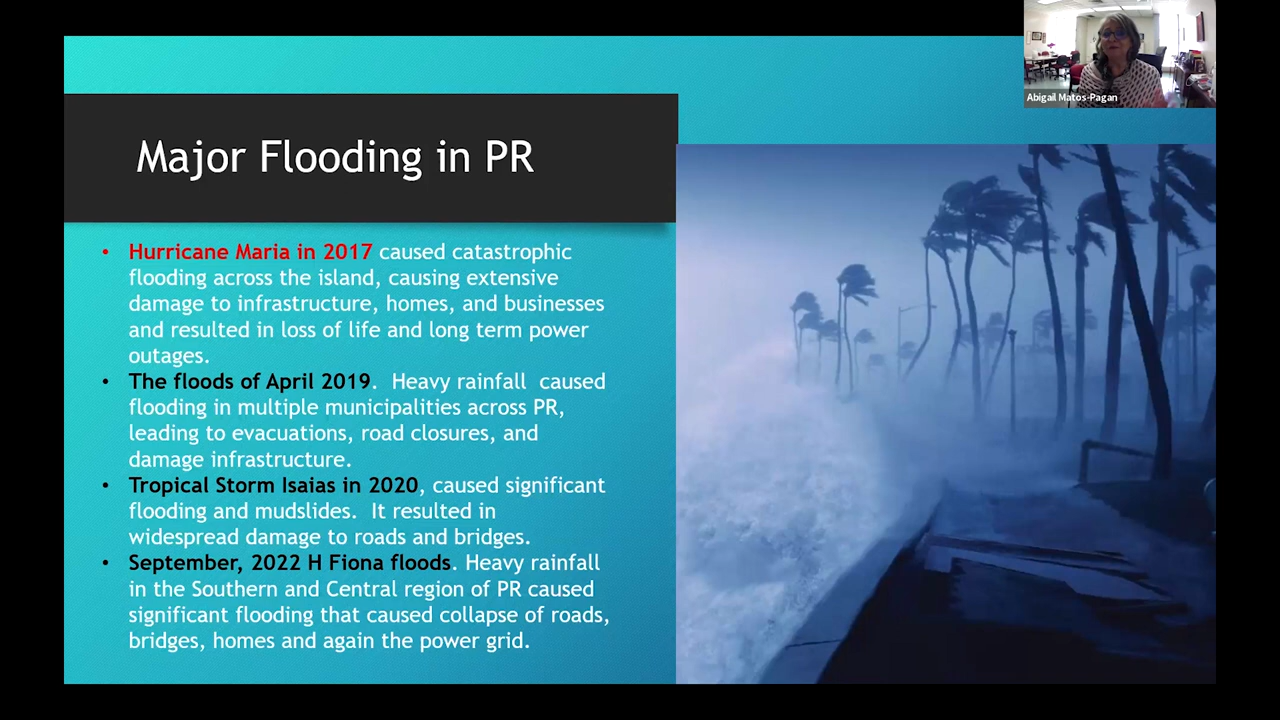 Abigail Matos-Pagan
Major Flooding in PR
• Hurricane Maria in 2017 caused catastrophic
flooding across the island, causing extensive
damage to infrastructure, homes, and businesses
and resulted in loss of life and long term power
outages.
• The floods of April 2019.  Heavy rainfall  caused
flooding in multiple municipalities across PR,
leading to evacuations, road closures, and
damage infrastructure.
• Tropical Storm Isaias in 2020, caused significant
flooding and mudslides.  It resulted in
widespread damage to roads and bridges.
• September, 2022 H Fiona floods. Heavy rainfall
in the Southern and Central region of PR caused
significant flooding that caused collapse of roads,
bridges, homes and again the power grid.